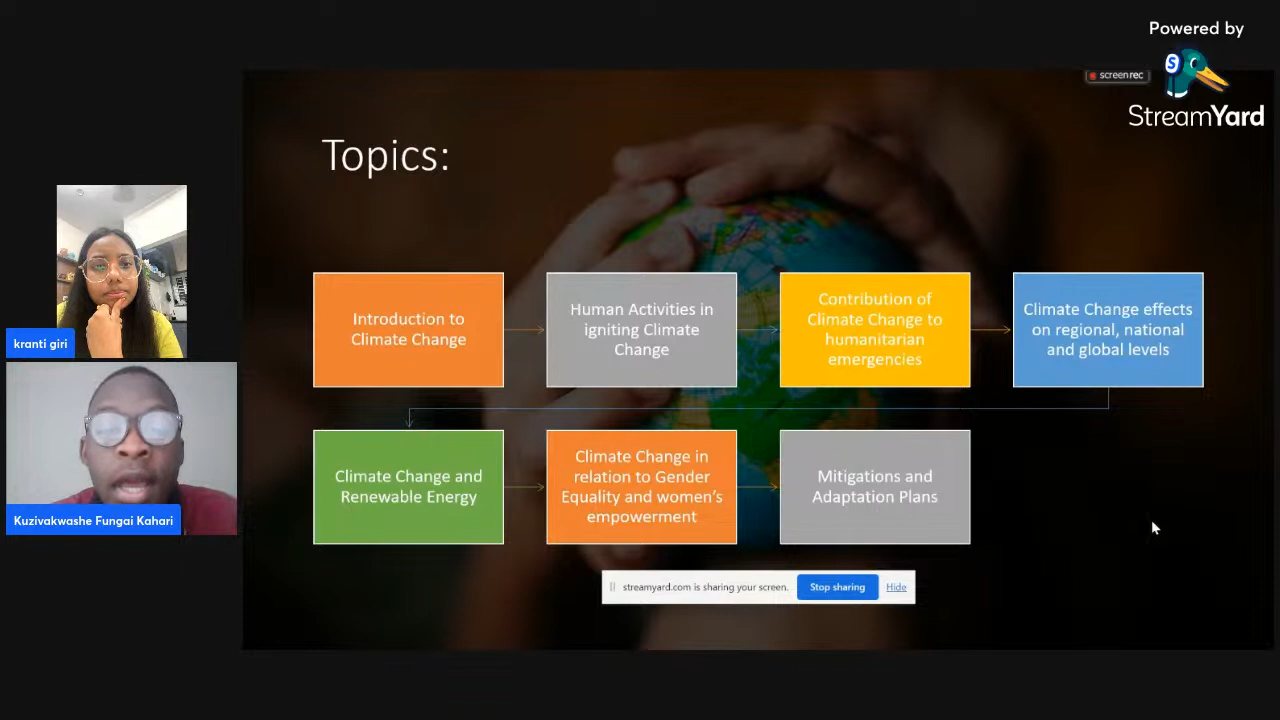 Powered by
S
screenrec
StreamYard
Topics:
Introduction to
Climate Change
Human Activities in
igniting Climate
Change
Contribution of
Climate Change to
humanitarian
emergencies
Climate Change effects
on regional, national
and global levels
kranti giri
Climate Change and
Renewable Energy
Climate Change in
relation to Gender
Equality and women's
empowerment
Mitigations and
Adaptation Plans
Kuzivakwashe Fungai Kahari
streamyard.com is sharing your screen. Stop sharing Hide